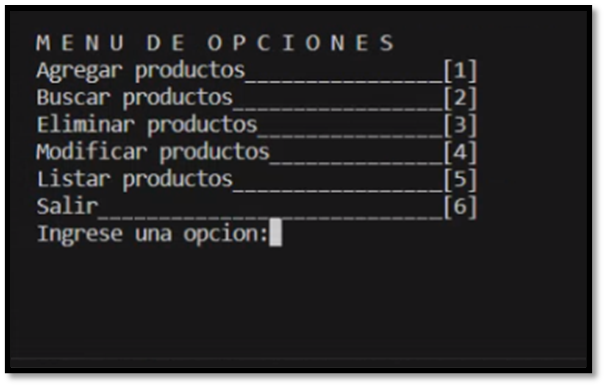 M E N U  D E  O P C I O N E S
Agregar productos________________[1]
Buscar productos_________________[2]
Eliminar productos_______________[3]
Modificar productos______________[4]
Listar productos_________________[5]
Salir____________________________[6]
Ingrese una opcion: